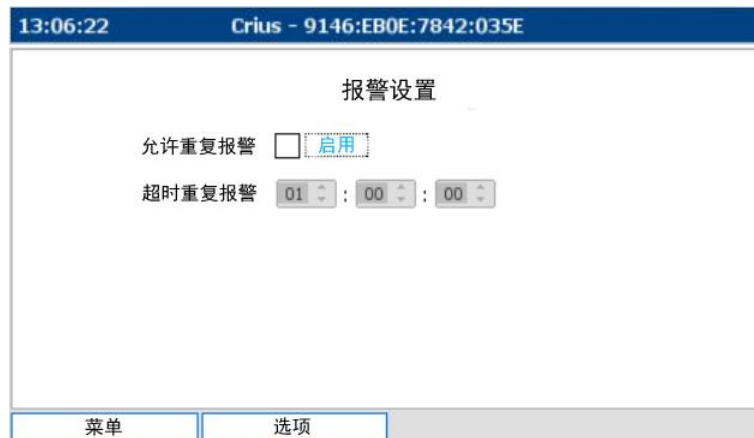 13:06:22 Crius - 9146:EB0E:7842:035E
报警设置
允许重复报警 启用
超时重复报警 01 : 00 : 00
菜单 选项